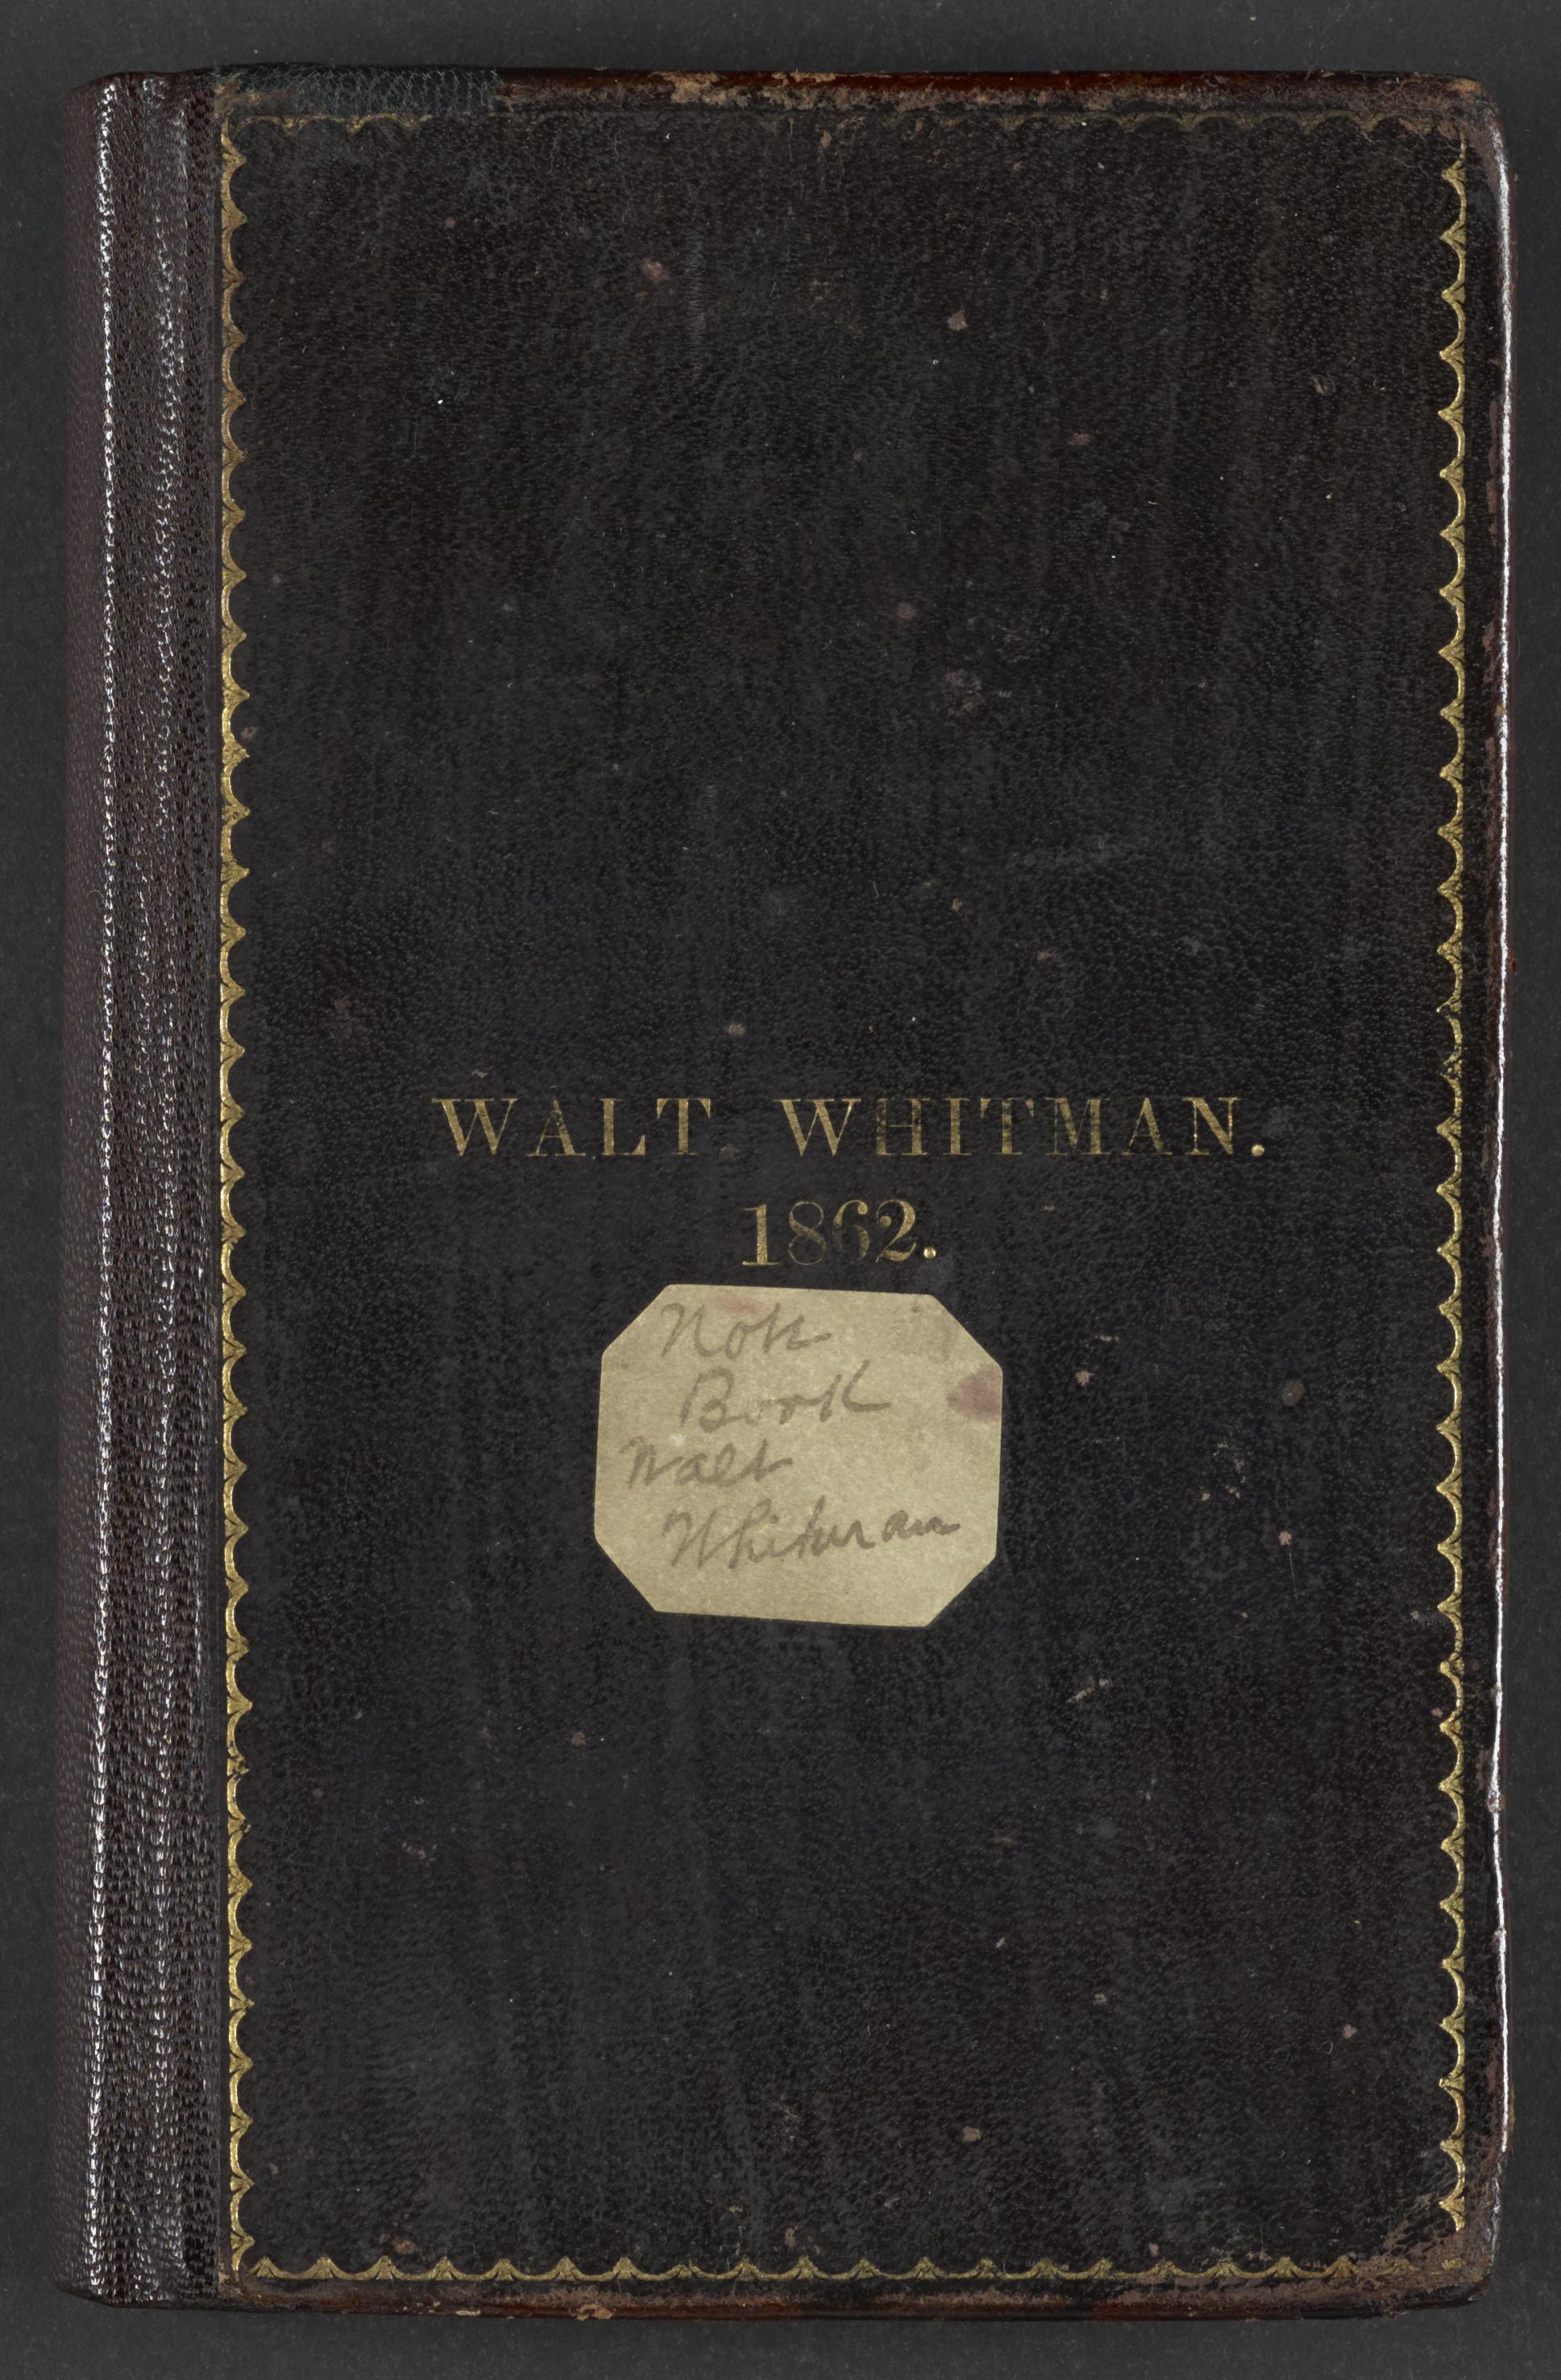 WALT WHITMAN.
1862.
Note
Book
Walt
Whitman